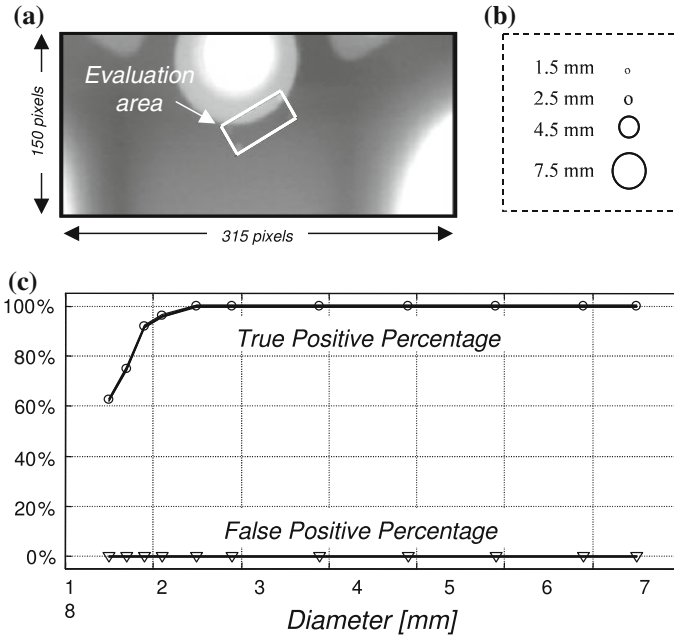 (a)
Evaluation
area
150 pixels
315 pixels
(b)
1.5 mm
2.5 mm
4.5 mm
7.5 mm
(c)
100%
80%
60%
40%
20%
0%
True Positive Percentage
False Positive Percentage
1 2 3 4 5 6 7
8
Diameter [mm]